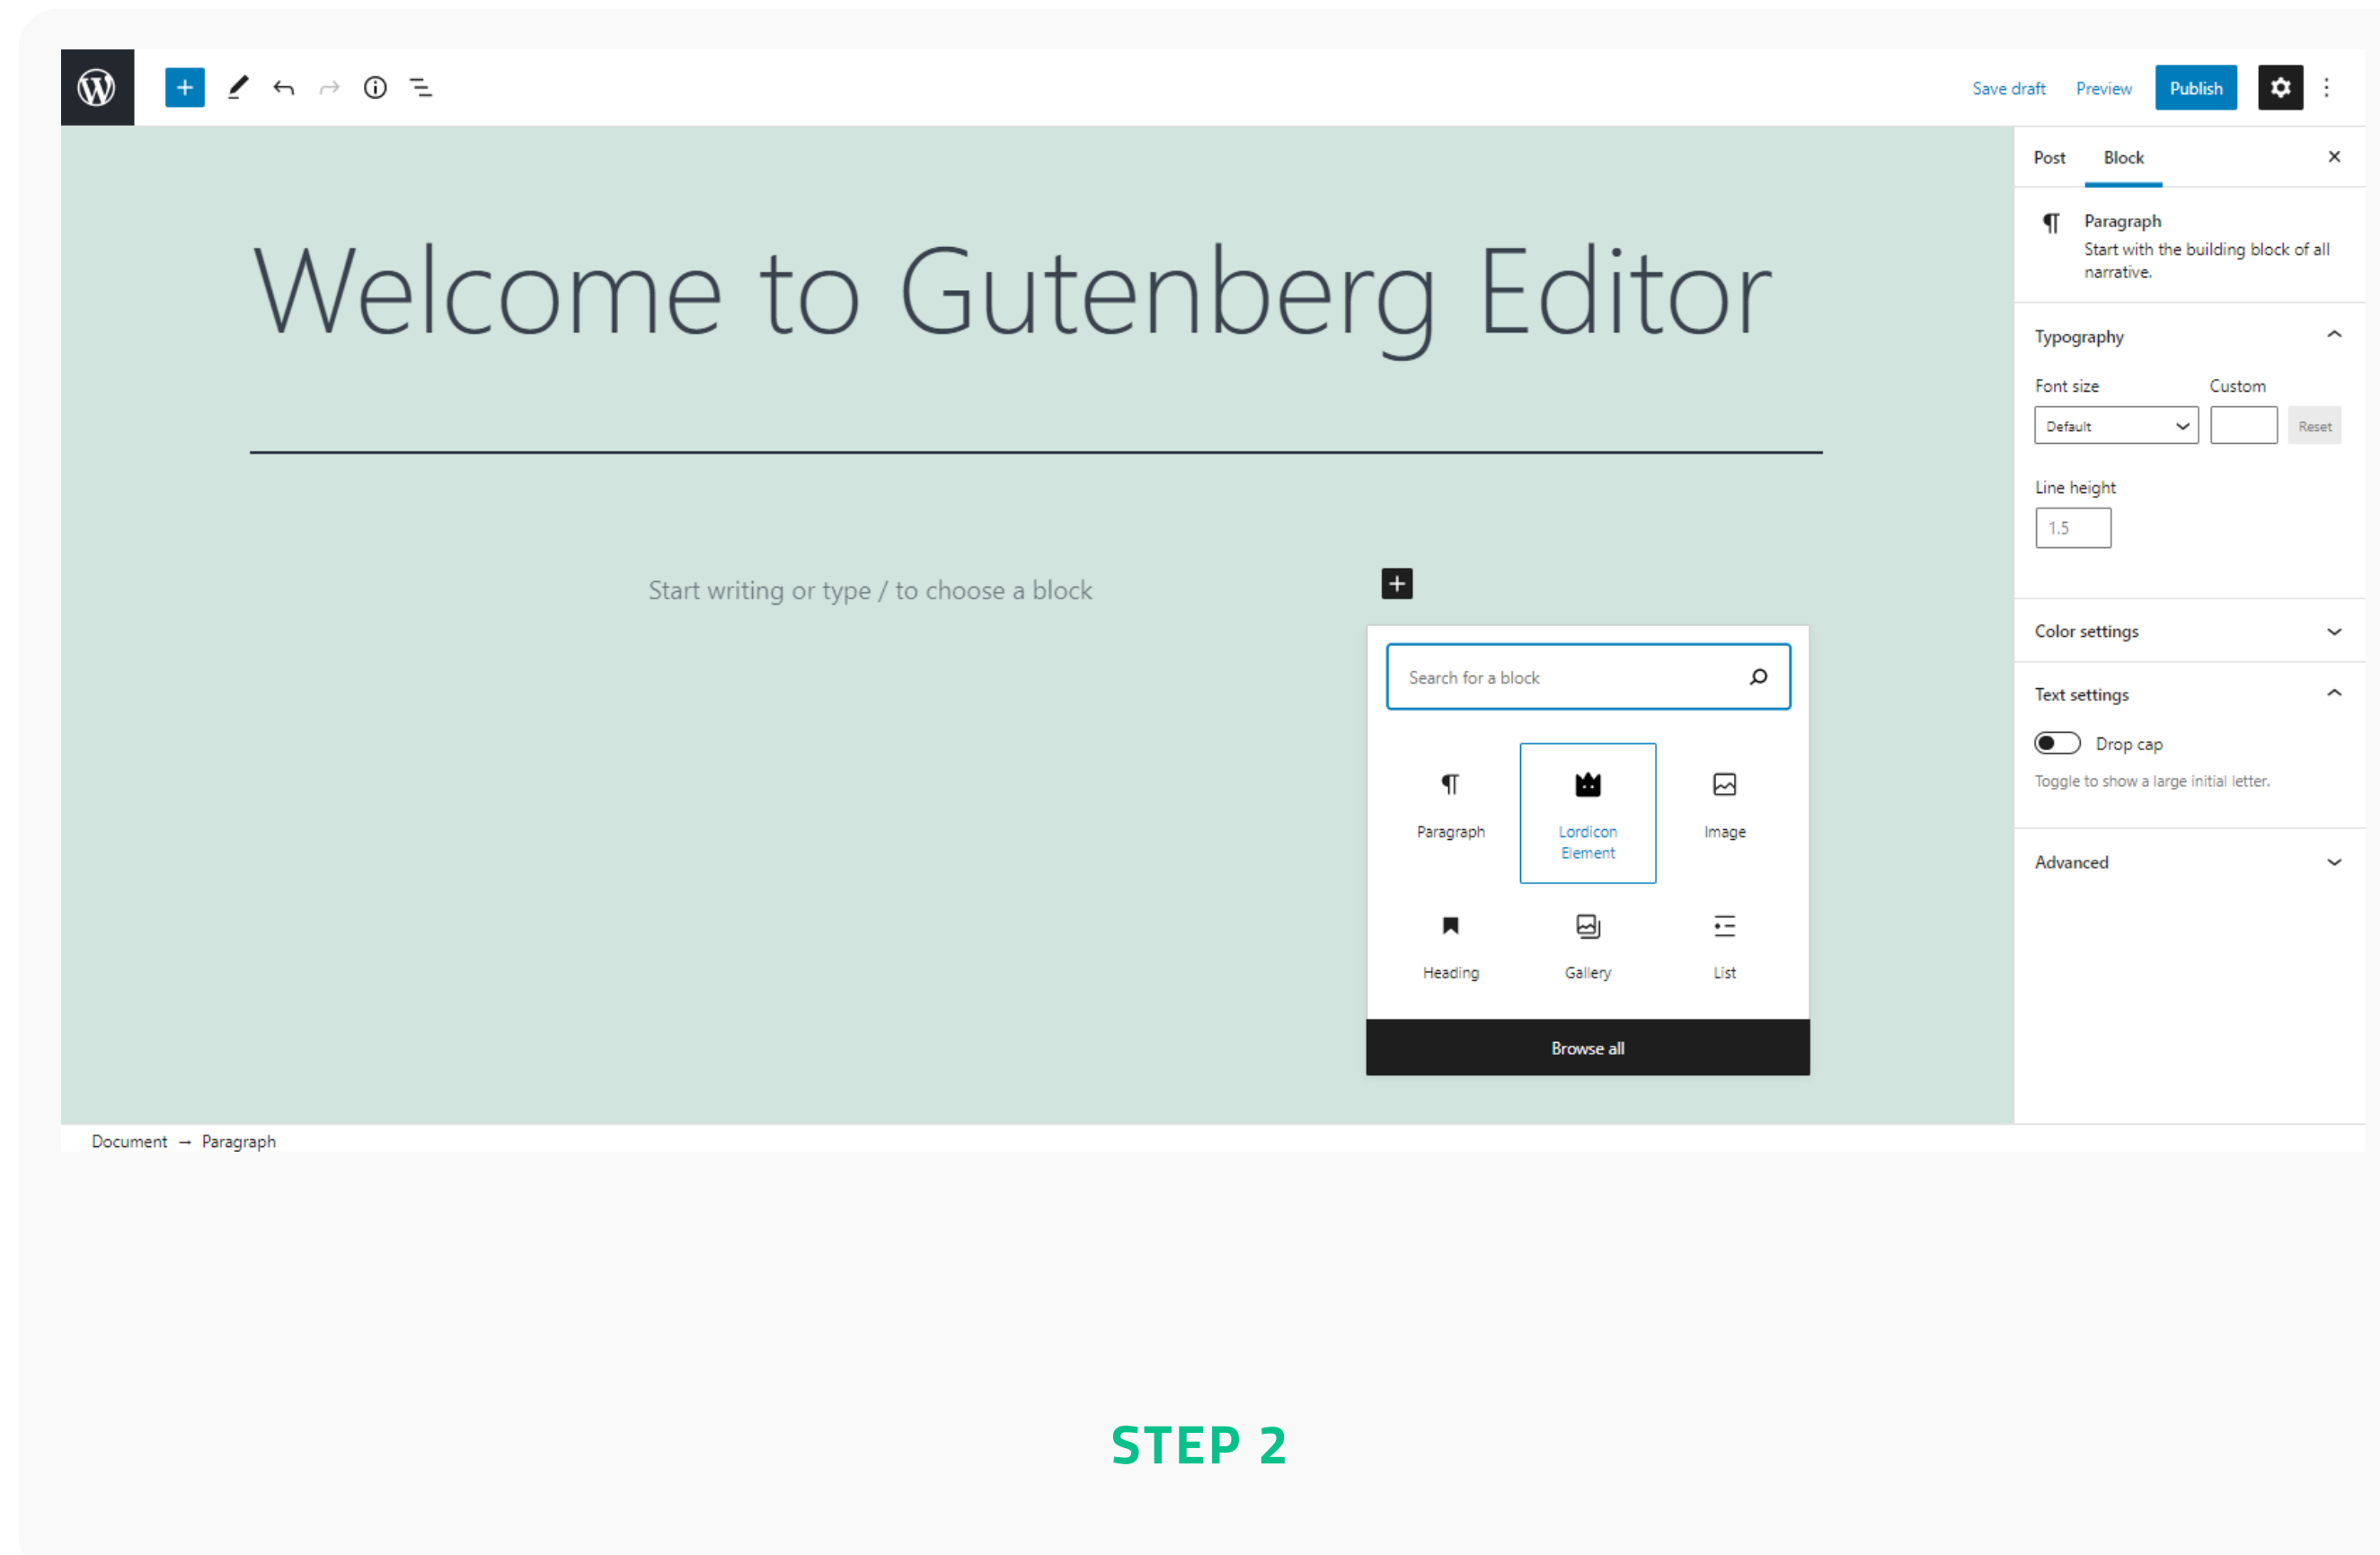 Save draft Preview Publish
Post Block
Paragraph
Start with the building block of all
narrative.
Welcome to Gutenberg Editor
Typography
Font size Custom
Default Reset
Line height
1.5
Start writing or type / to choose a block
Color settings
Search for a block
Text settings
Drop cap
Toggle to show a large initial letter.
Paragraph Lordicon Image
Element
Advanced
Heading Gallery List
Browse all
Document → Paragraph
STEP 2